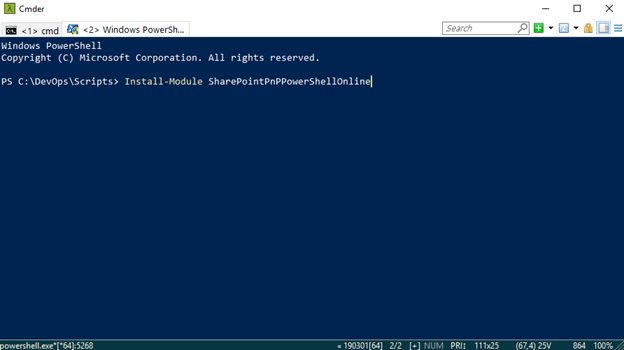 Cmder
<1> cmd
<2> Windows PowerSh...
Search
Windows PowerShell
Copyright (C) Microsoft Corporation. All rights reserved.
PS C:\DevOps\Scripts> Install-Module SharePointPnPPowerShellOnline
powershell.exe"[*64]:5268
« 190301[64] 2/2 [+] NUM PRI↕ 111x25 (67,4) 25V 864 100%